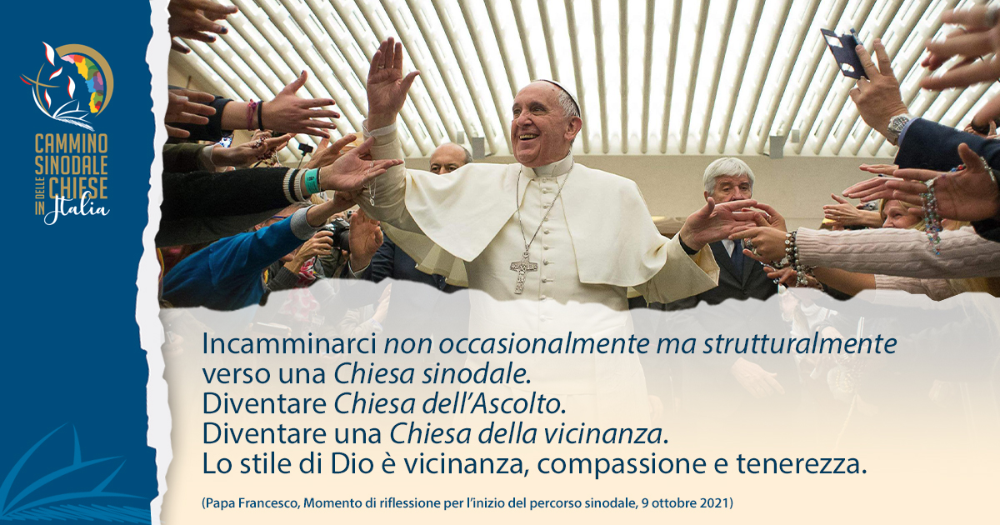 CAMMINO
SINODALE
DELLE
CHIESE
IN Italia
Incamminarci non occasionalmente ma strutturalmente
verso una Chiesa sinodale.
Diventare Chiesa dell’Ascolto.
Diventare una Chiesa della vicinanza.
Lo stile di Dio è vicinanza, compassione e tenerezza.
(Papa Francesco, Momento di riflessione per l’inizio del percorso sinodale, 9 ottobre 2021)